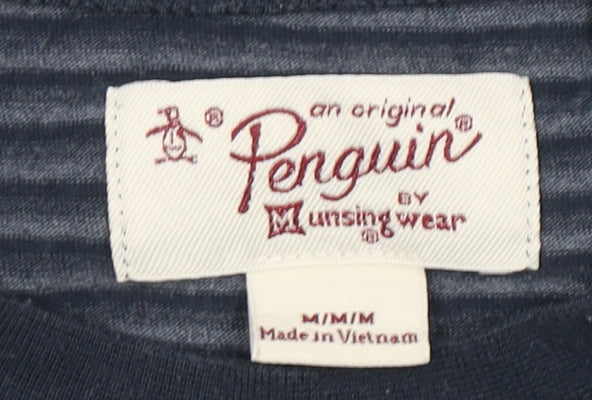 ®
an original
Penguin®
BY
Munsingwear
®
M/M/M
Made in Vietnam